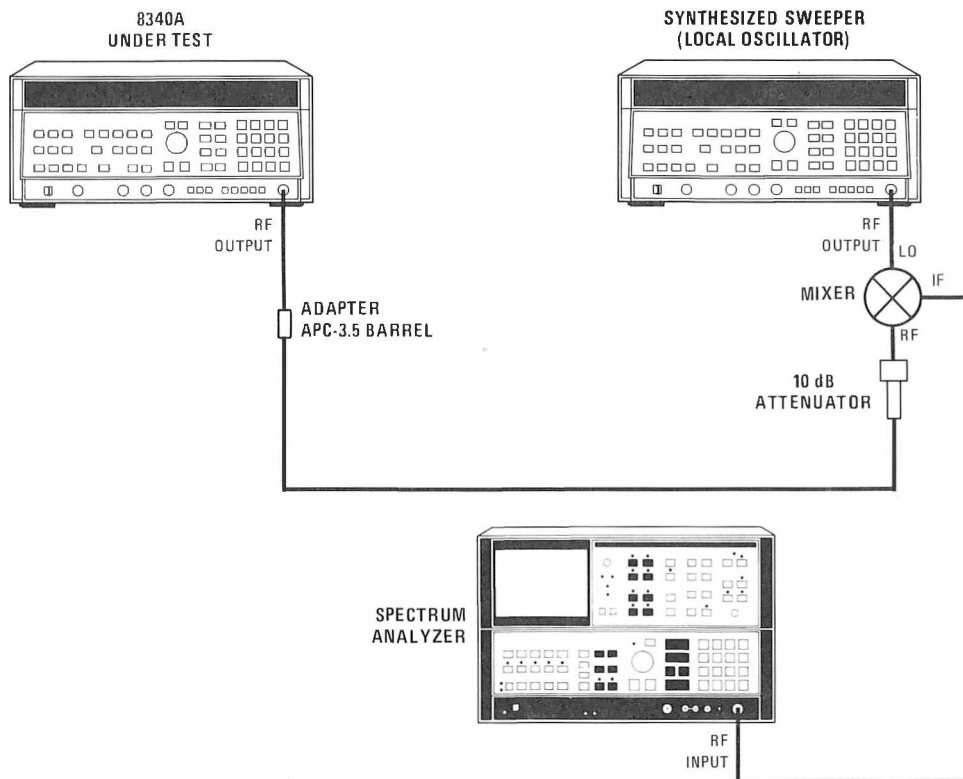 8340A
UNDER TEST
SYNTHESIZED SWEEPER
(LOCAL OSCILLATOR)
RF
OUTPUT
RF
OUTPUT
LO
MIXER
IF
RF
ADAPTER
APC-3.5 BARREL
10 dB
ATTENUATOR
SPECTRUM
ANALYZER
RF
INPUT